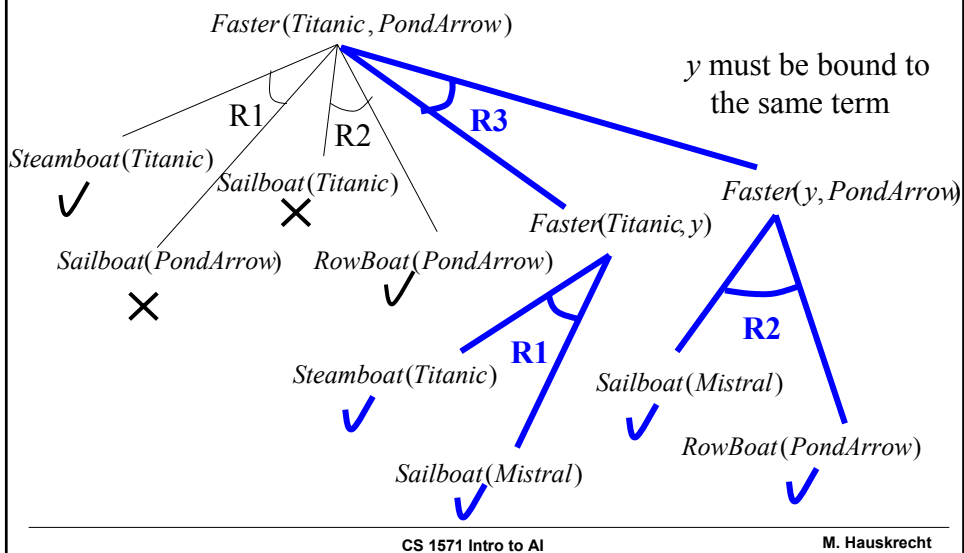 Faster(Titanic, PondArrow)
y must be bound to
the same term
R1
R2
R3
Steamboat(Titanic)
Sailboat(Titanic)
Faster(y, PondArrow)
Faster(Titanic, y)
Sailboat(PondArrow)
RowBoat(PondArrow)
R1
R2
Steamboat(Titanic)
Sailboat(Mistral)
RowBoat(PondArrow)
Sailboat(Mistral)
CS 1571 Intro to AI
M. Hauskrecht